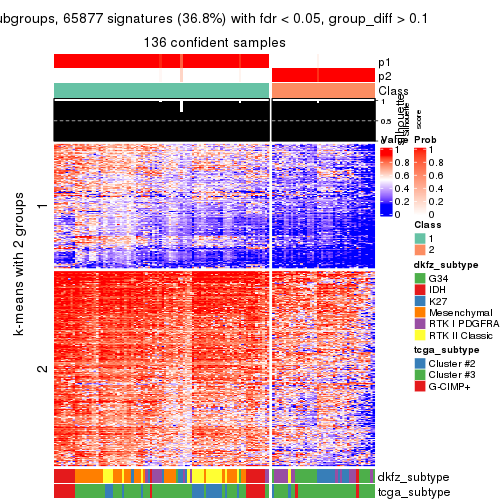 ubgroups, 65877 signatures (36.8%) with fdr < 0.05, group_diff > 0.1
136 confident samples
p1
p2
Class
1
0.5
0
Silhouette
score
k-means with 2 groups
1
2
Value
1
0.8
0.6
0.4
0.2
0
Prob
1
0.8
0.6
0.4
0.2
0
Class
1
2
dkfz_subtype
G34
IDH
K27
Mesenchymal
RTK I PDGFRA
RTK II Classic
tcga_subtype
Cluster #2
Cluster #3
G-CIMP+
dkfz_subtype
tcga_subtype